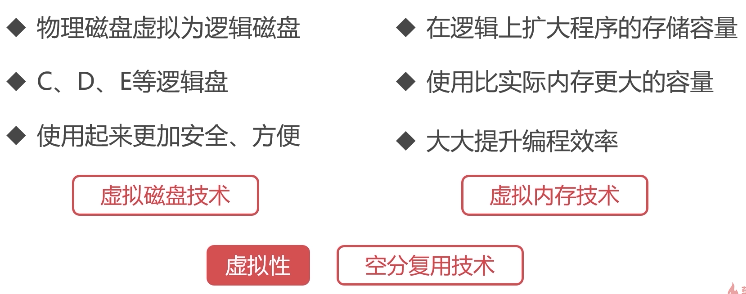 物理磁盘虚拟为逻辑磁盘
C、D、E等逻辑盘
使用起来更加安全、方便
虚拟磁盘技术
在逻辑上扩大程序的存储容量
使用比实际内存更大的容量
大大提升编程效率
虚拟内存技术
虚拟性
空分复用技术